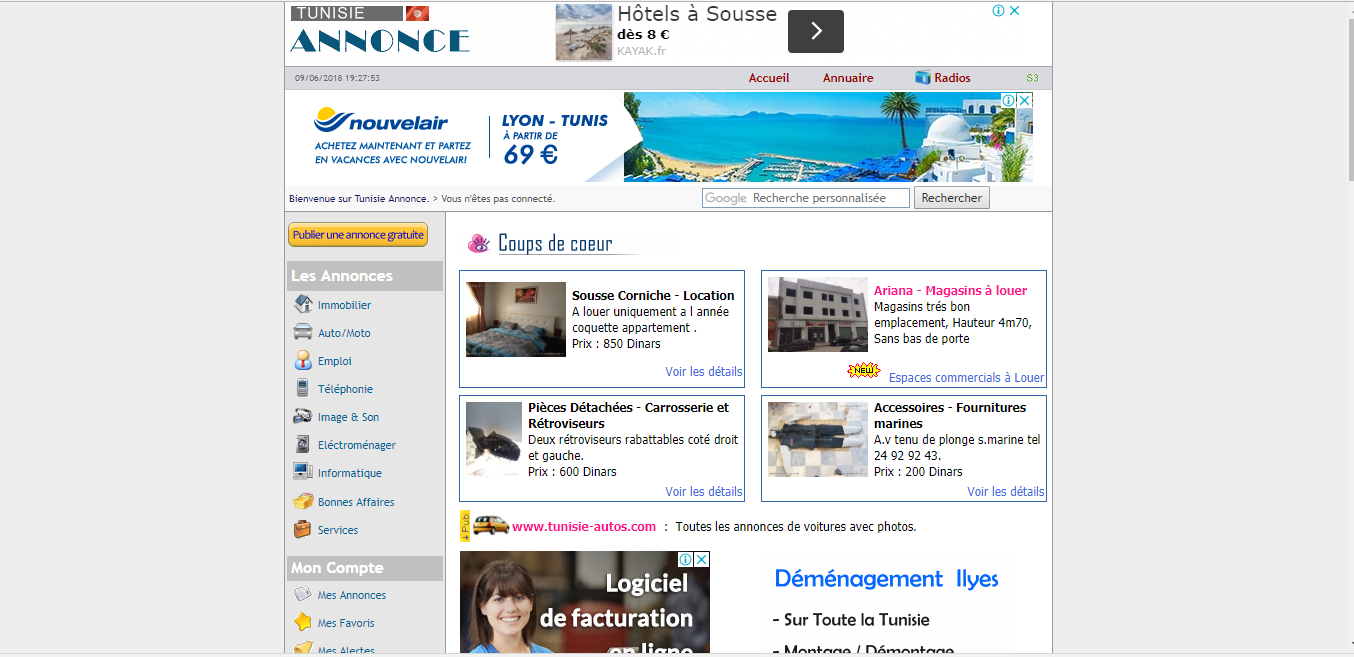 TUNISIE
ANNONCE
Hôtels à Sousse
dès 8 €
KAYAK.fr
09/06/2018 19:27:53
Accueil
Annuaire
Radios
S3
nouvelair
ACHETEZ MAINTENANT ET PARTEZ
EN VACANCES AVEC NOUVELAIR!
LYON - TUNIS
À PARTIR DE
69 €
Bienvenue sur Tunisie Annonce. > Vous n'êtes pas connecté.
Google Recherche personnalisée
Rechercher
Publier une annonce gratuite
Les Annonces
Immobilier
Auto/Moto
Emploi
Téléphonie
Image & Son
Eléctroménager
Informatique
Bonnes Affaires
Services
Mon Compte
Mes Annonces
Mes Favoris
Mes Alertes
Coups de coeur
Sousse Corniche - Location
A louer uniquement a l année
coquette appartement .
Prix : 850 Dinars
Voir les détails
Ariana - Magasins à louer
Magasins trés bon
emplacement, Hauteur 4m70,
Sans bas de porte
NEW
Espaces commercials à Louer
Pièces Détachées - Carrosserie et
Rétroviseurs
Deux rétroviseurs rabattables coté droit
et gauche.
Prix : 600 Dinars
Voir les détails
Accessoires - Fournitures
marines
A.v tenu de plonge s.marine tel
24 92 92 43.
Prix : 200 Dinars
Voir les détails
Pub
www.tunisie-autos.com : Toutes les annonces de voitures avec photos.
Logiciel
de facturation
en ligne
Déménagement Ilyes
- Sur Toute la Tunisie
- Montage / Démontage